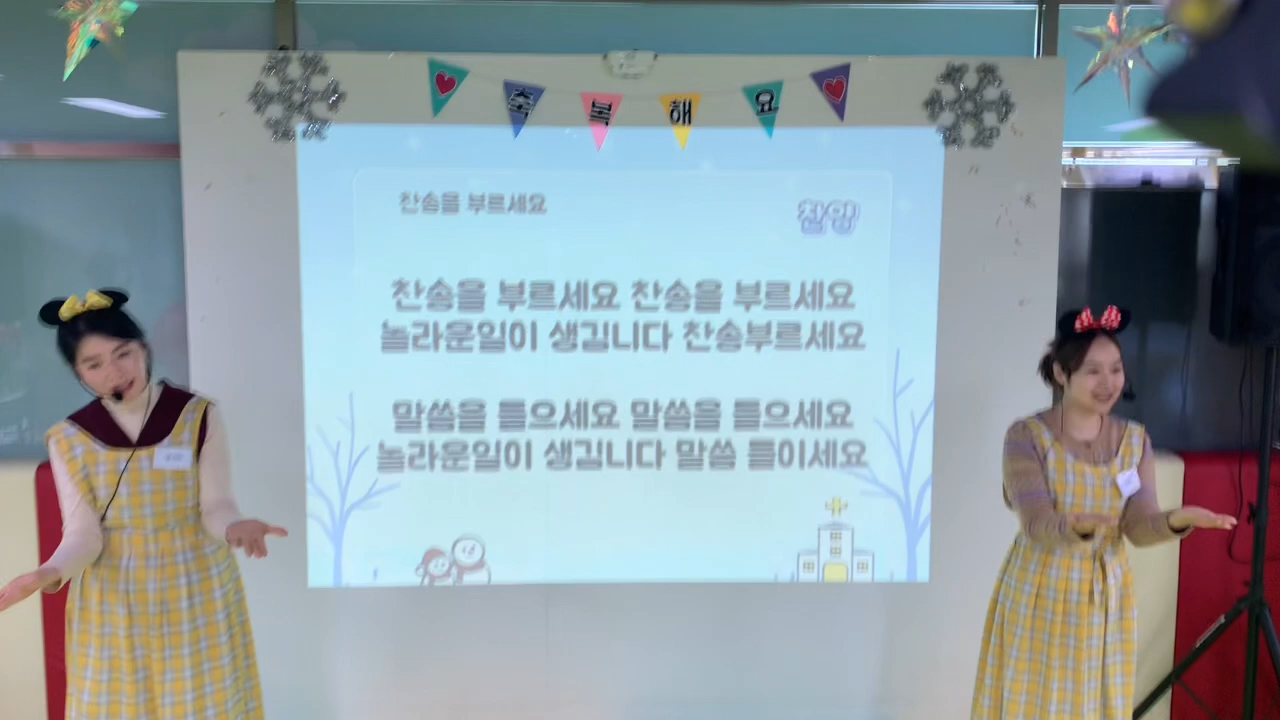 축복해요
찬송을 부르세요
찬양
찬송을 부르세요 찬송을 부르세요
놀라운일이 생깁니다 찬송부르세요
말씀을 들으세요 말씀을 들으세요
놀라운일이 생깁니다 말씀 들이세요